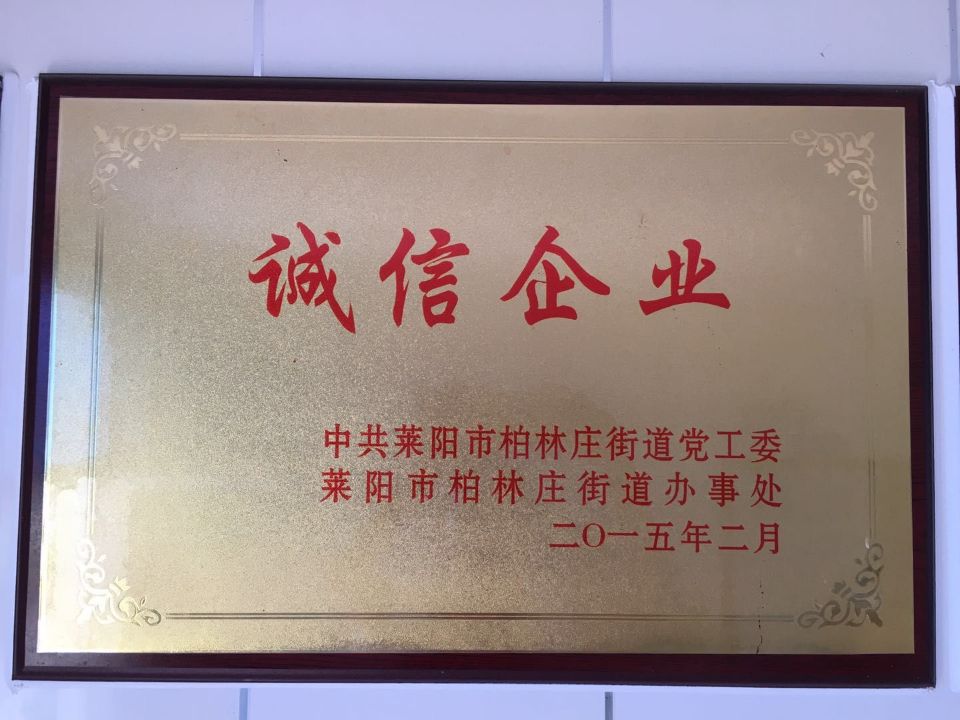 诚信企业
中共莱阳市柏林庄街道党工委
莱阳市柏林庄街道办事处
二〇一五年二月